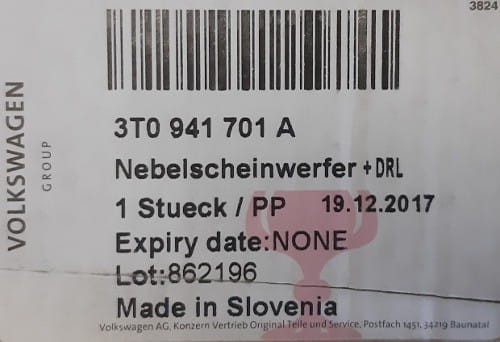 3824
VOLKSWAGEN
GROUP
3T0 941 701 A
Nebelscheinwerfer + DRL
1 Stueck / PP 19.12.2017
Expiry date:NONE
Lot:862196
Made in Slovenia
Volkswagen AG, Konzern Vertrieb Original Teile und Service, Postfach 1451, 34219 Baunatal